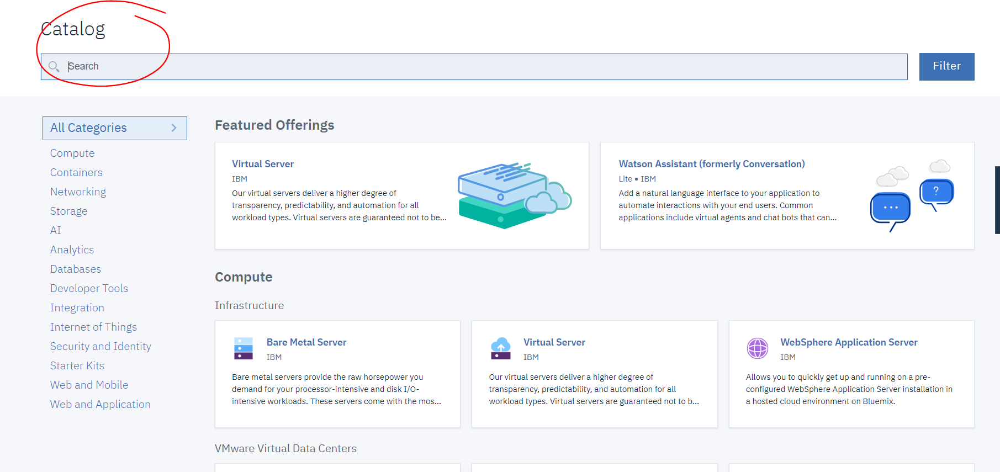 Catalog
Search
Filter
All Categories
Compute
Containers
Networking
Storage
AI
Analytics
Databases
Developer Tools
Integration
Internet of Things
Security and Identity
Starter Kits
Web and Mobile
Web and Application
Featured Offerings
Virtual Server
IBM
Our virtual servers deliver a higher degree of
transparency, predictability, and automation for all
workload types. Virtual servers are guaranteed not to be...
Watson Assistant (formerly Conversation)
Lite • IBM
Add a natural language interface to your application to
automate interactions with your end users. Common
applications include virtual agents and chat bots that can...
?
Compute
Infrastructure
Bare Metal Server
IBM
Bare metal servers provide the raw horsepower you
demand for your processor-intensive and disk I/O-
intensive workloads. These servers come with the mos...
Virtual Server
IBM
Our virtual servers deliver a higher degree of
transparency, predictability, and automation for all
workload types. Virtual servers are guaranteed not to b...
WebSphere Application Server
IBM
Allows you to quickly get up and running on a pre-
configured WebSphere Application Server installation in
a hosted cloud environment on Bluemix.
VMware Virtual Data Centers